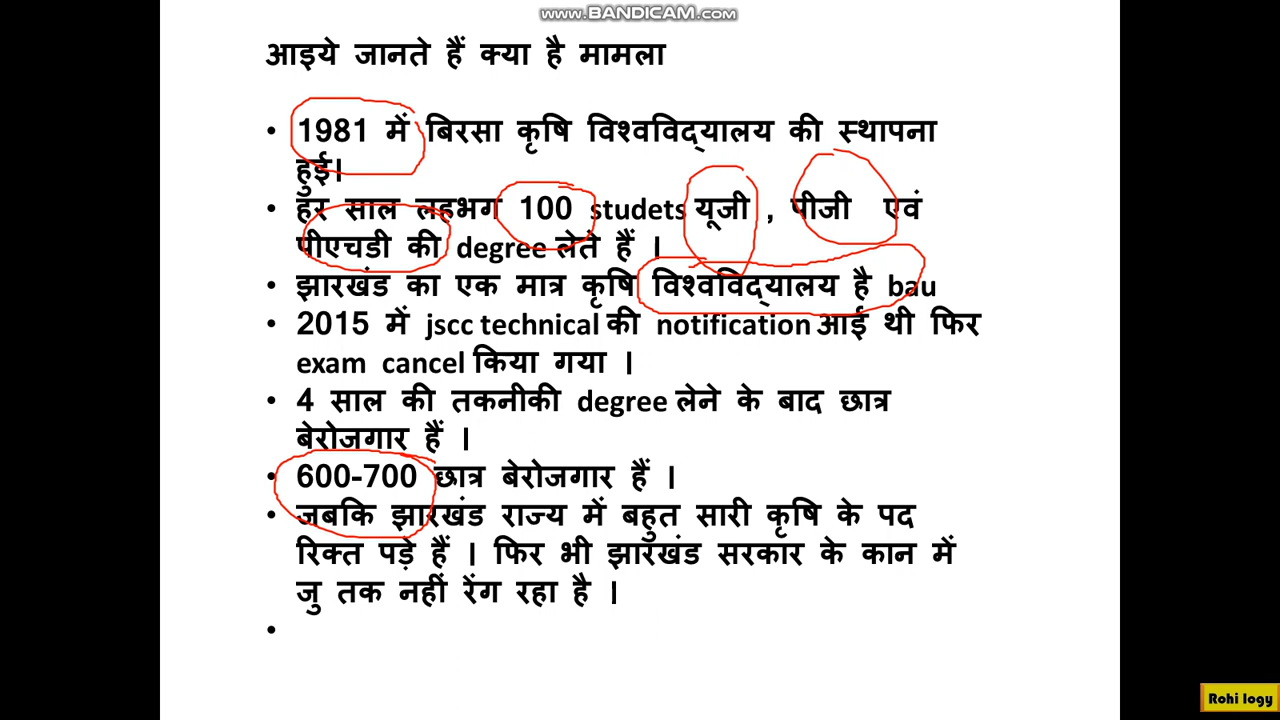 www.BANDICAM.com
आइये जानते हैं क्या है मामला
• 1981 में बिरसा कृषि विश्वविद्यालय की स्थापना
हुई।
• हर साल लहभग 100 studets यूजी , पीजी एवं
पीएचडी की degree लेते हैं ।
• झारखंड का एक मात्र कृषि विश्वविद्यालय है bau
• 2015 में jscc technical की notification आई थी फिर
exam cancel किया गया ।
• 4 साल की तकनीकी degree लेने के बाद छात्र
बेरोजगार हैं ।
• 600-700 छात्र बेरोजगार हैं ।
• जबकि झारखंड राज्य में बहुत सारी कृषि के पद
रिक्त पड़े हैं । फिर भी झारखंड सरकार के कान में
जु तक नहीं रेंग रहा है ।
•
Rohi logy